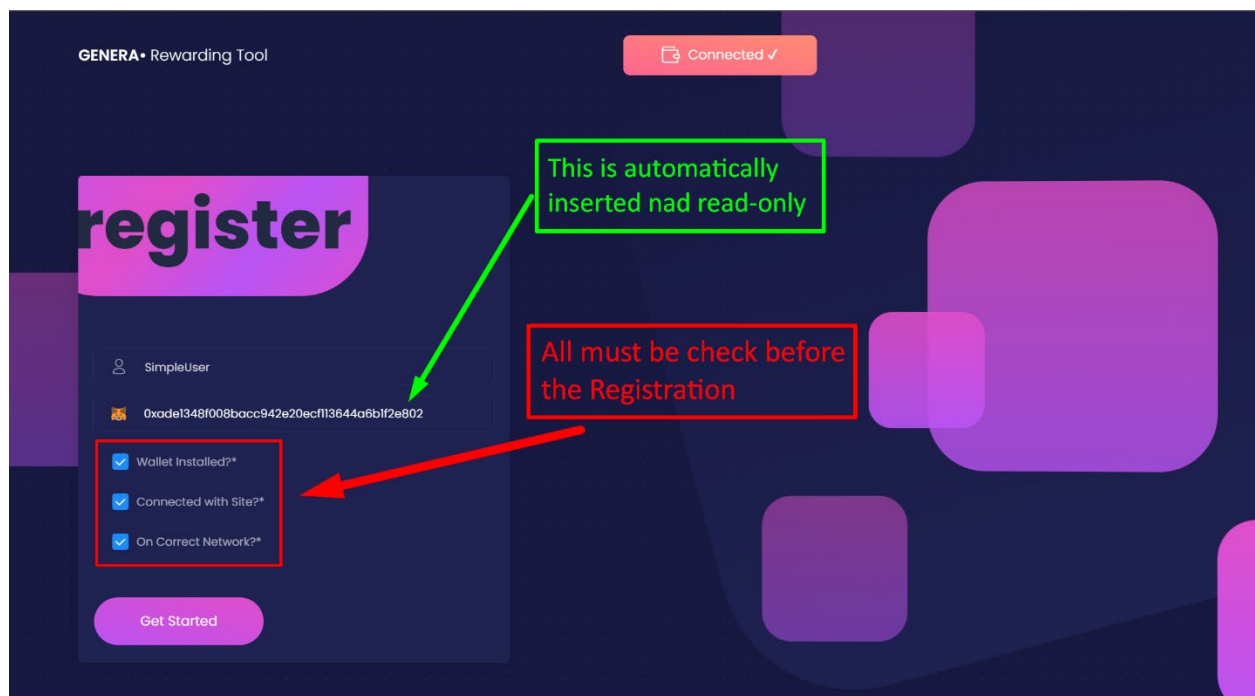 GENERA• Rewarding Tool
Connected ✓
This is automatically
inserted nad read-only
register
All must be check before
the Registration
SimpleUser
0xade1348f008bacc942e20ecf113644a6b1f2e802
Wallet Installed?*
Connected with Site?*
On Correct Network?*
Get Started